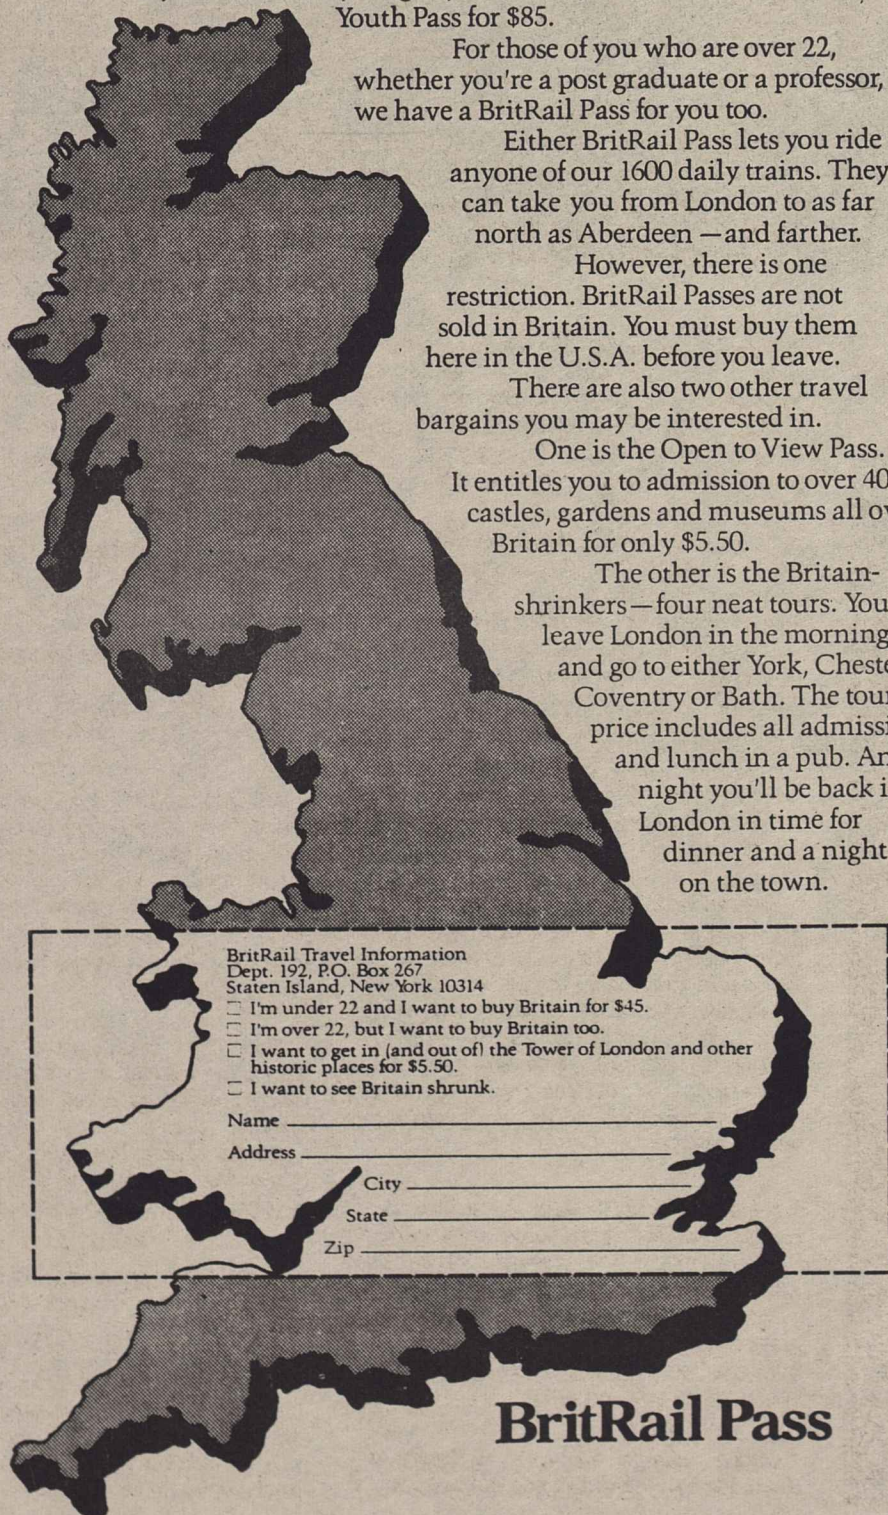 Youth Pass for $85.
For those of you who are over 22,
whether you're a post graduate or a professor,
we have a BritRail Pass for you too.
Either BritRail Pass lets you ride
anyone of our 1600 daily trains. They
can take you from London to as far
north as Aberdeen —and farther.
However, there is one
restriction. BritRail Passes are not
sold in Britain. You must buy them
here in the U.S.A. before you leave.
There are also two other travel
bargains you may be interested in.
One is the Open to View Pass.
It entitles you to admission to over 40
castles, gardens and museums all ov
Britain for only $5.50.
The other is the Britain-
shrinkers—four neat tours. You
leave London in the morning
and go to either York, Cheste
Coventry or Bath. The tour
price includes all admissi
and lunch in a pub. An
night you'll be back i
London in time for
dinner and a night
on the town.
BritRail Travel Information
Dept. 192, P.O. Box 267
Staten Island, New York 10314
I'm under 22 and I want to buy Britain for $45.
I'm over 22, but I want to buy Britain too.
I want to get in (and out of) the Tower of London and other
historic places for $5.50.
I want to see Britain shrunk.
Name
Address
City
State
Zip
BritRail Pass